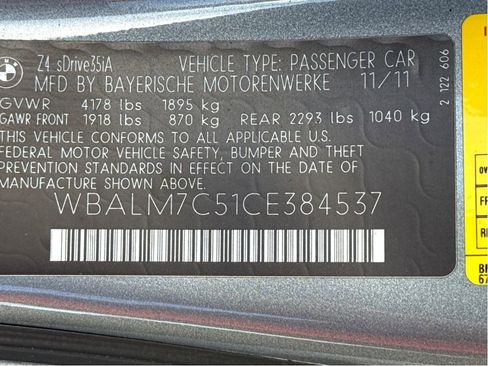 Z4 sDrive35iA VEHICLE TYPE: PASSENGER CAR
MFD BY BAYERISCHE MOTORENWERKE 11/11
GVWR 4178 lbs 1895 kg
GAWR FRONT 1918 lbs 870 kg REAR 2293 lbs 1040 kg
THIS VEHICLE CONFORMS TO ALL APPLICABLE U.S.
FEDERAL MOTOR VEHICLE SAFETY, BUMPER AND THEFT
PREVENTION STANDARDS IN EFFECT ON THE DATE OF
MANUFACTURE SHOWN ABOVE.
WBALM7C51CE384537
2 122 606